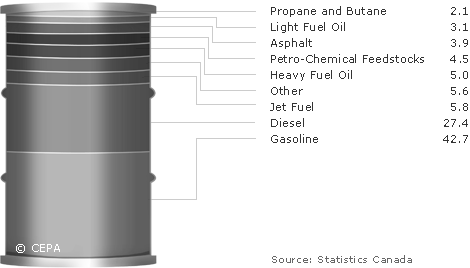 Propane and Butane 2.1
Light Fuel Oil 3.1
Asphalt 3.9
Petro-Chemical Feedstocks 4.5
Heavy Fuel Oil 5.0
Other 5.6
Jet Fuel 5.8
Diesel 27.4
Gasoline 42.7
© CEPA
Source: Statistics Canada